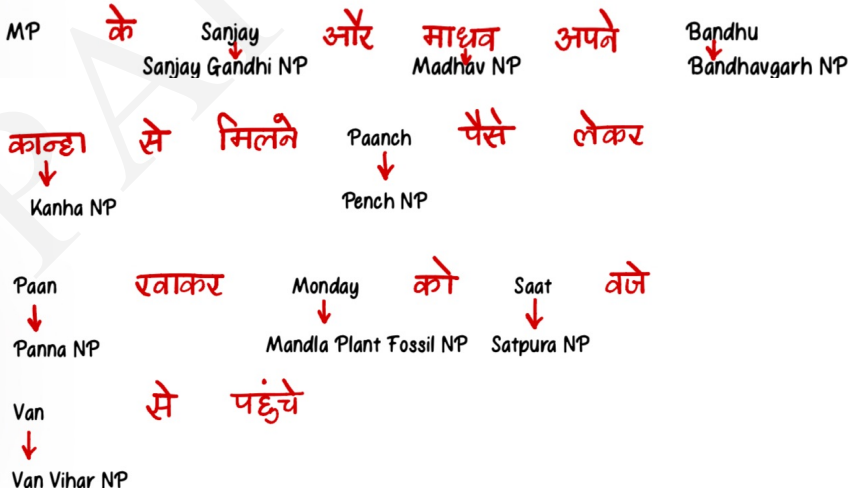 MP के Sanjay और माधव अपने Bandhu
Sanjay Gandhi NP Madhav NP Bandhavgarh NP
कान्हा से मिलने Paanch पैसे लेकर
Kanha NP Pench NP
Paan खाकर Monday को Saat वजे
Panna NP Mandla Plant Fossil NP Satpura NP
Van से पहुंचे
Van Vihar NP